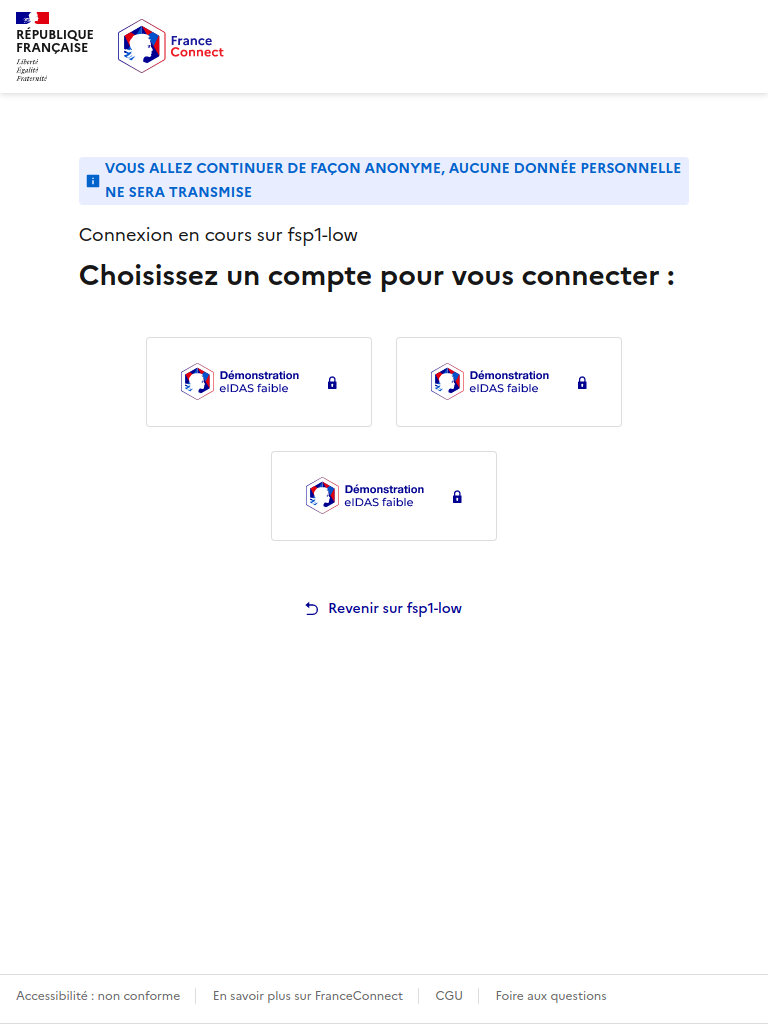 RÉPUBLIQUE
FRANÇAISE
Liberté
Égalité
Fraternité
France
Connect
VOUS ALLEZ CONTINUER DE FAÇON ANONYME, AUCUNE DONNÉE PERSONNELLE
NE SERA TRANSMISE
Connexion en cours sur fsp1-low
Choisissez un compte pour vous connecter :
Démonstration
eIDAS faible
Démonstration
eIDAS faible
Démonstration
eIDAS faible
Revenir sur fsp1-low
Accessibilité : non conforme
En savoir plus sur FranceConnect
CGU
Foire aux questions